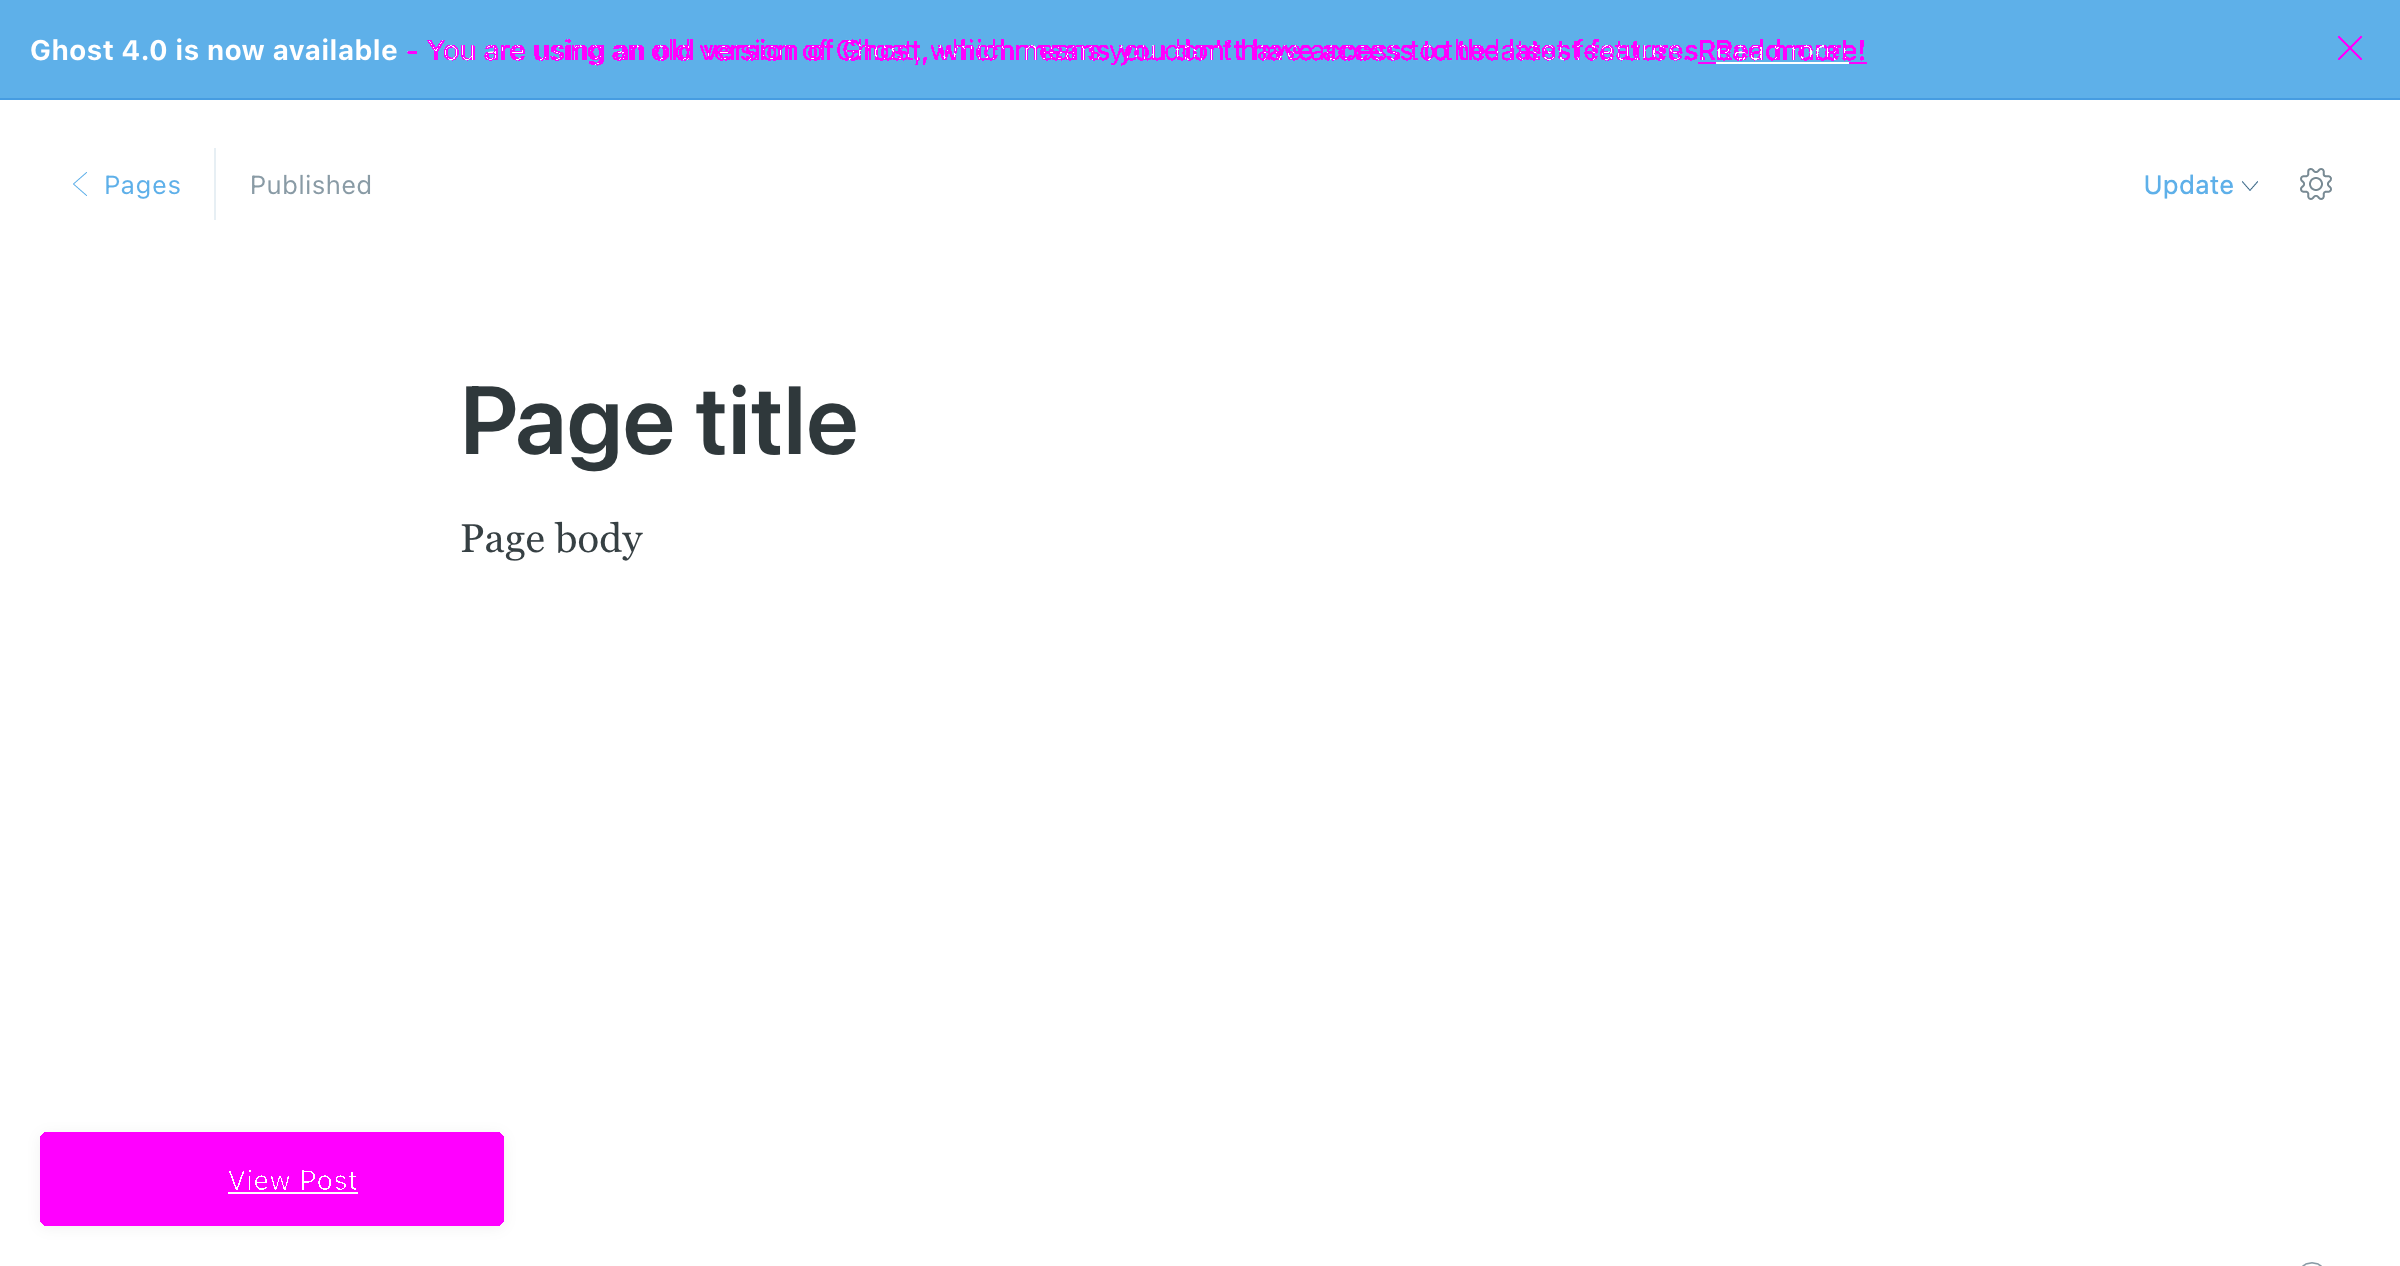 Ghost 4.0 is now available - You are using an old version of Ghost, which means you don't have access to the latest features. Read more!
Pages
Published
Update
Page title
Page body
View Post